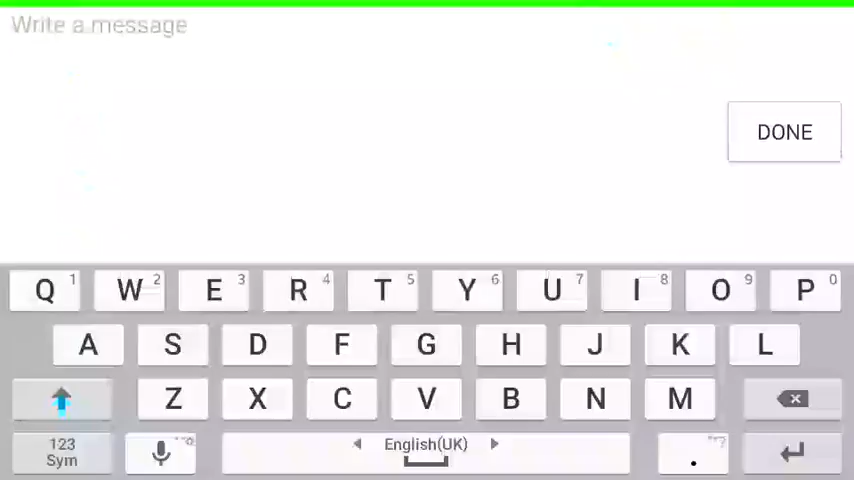 Write a message
DONE
Q 1 W 2 E 3 R 4 T 5 Y 6 U 7 I 8 O 9 P 0
A S D F G H J K L
Z X C V B N M
123
Sym
English(UK)
.